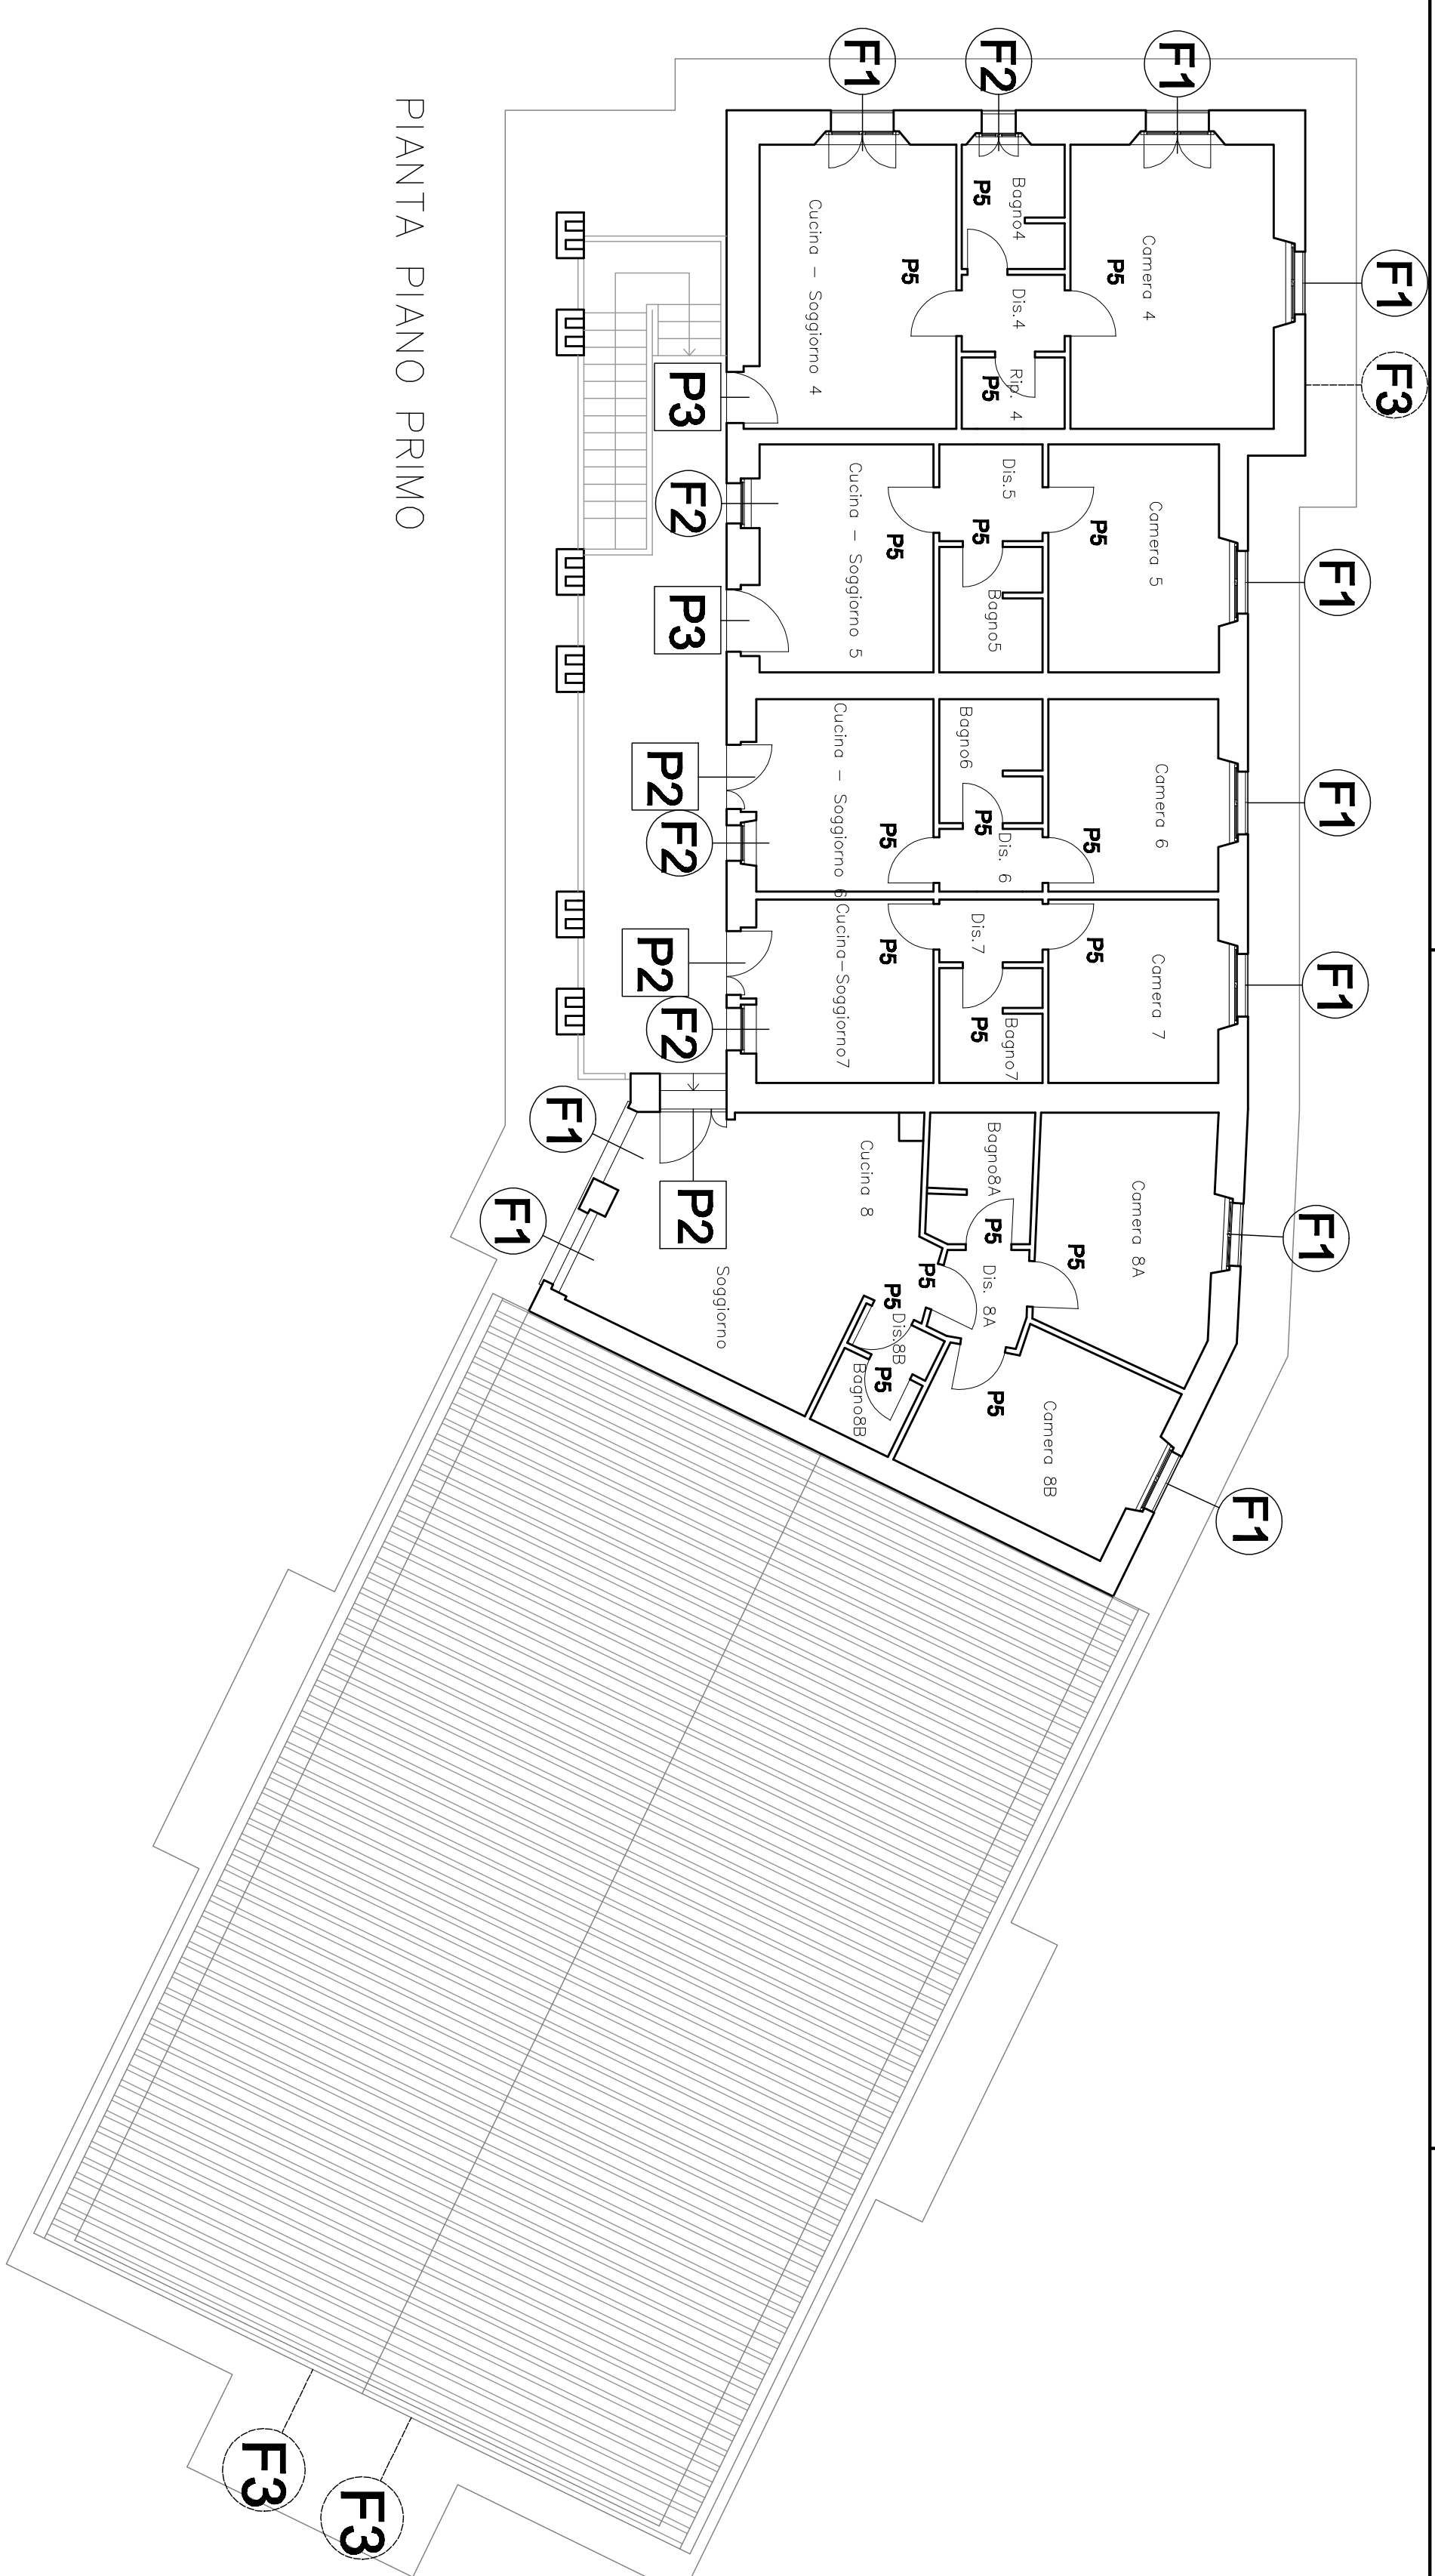 PIANTA PIANO PRIMO
F1
F2
F1
F1
F3
Cucina – Soggiorno 4
P5
Bagno4
P5
Dis.4
Rip. 4
P5
Camera 4
P5
P3
F2
P3
Cucina – Soggiorno 5
P5
Dis.5
P5
Bagno5
Camera 5
P5
F1
P2
F2
Cucina – Soggiorno 6
P5
Bagno6
P5
Dis. 6
Camera 6
P5
F1
P2
F2
Cucina–Soggiorno7
P5
Dis.7
P5
Bagno7
Camera 7
P5
F1
F1
F1
P2
Cucina 8
Soggiorno
Bagno8A
P5
Dis. 8A
P5
P5
Dis.8B
P5
Bagno8B
Camera 8A
P5
F1
Camera 8B
P5
F1
F3
F3